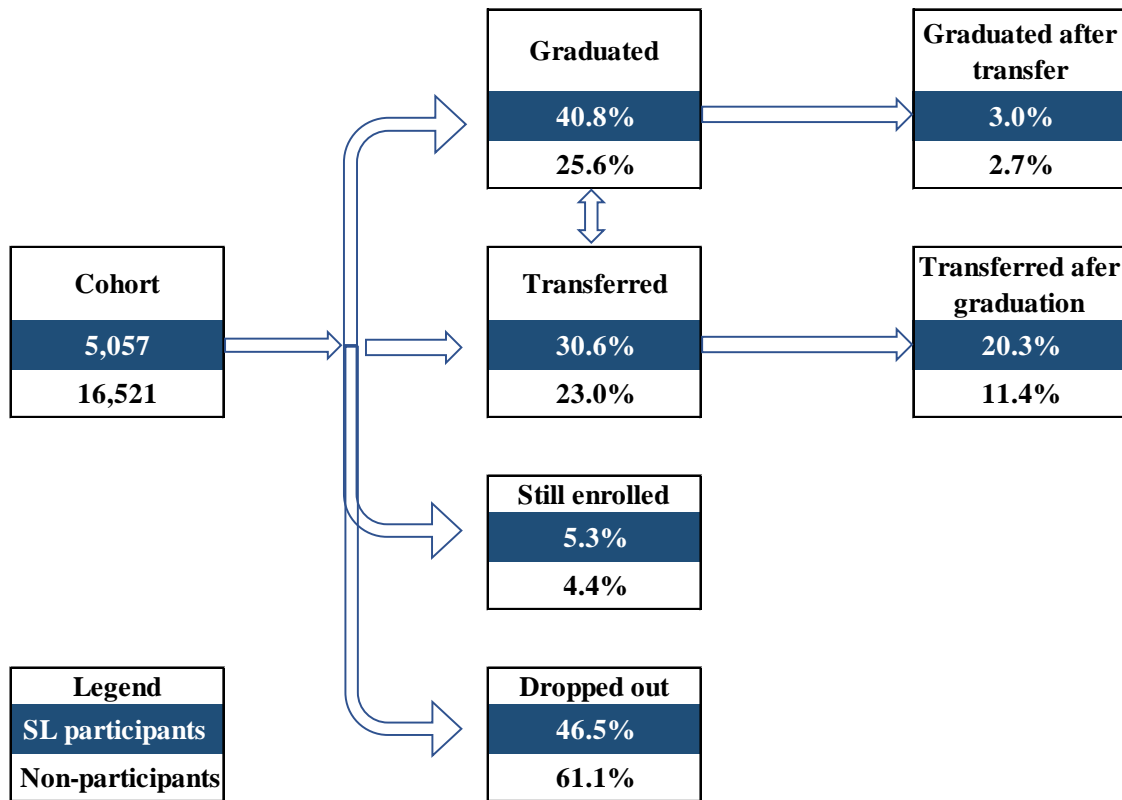 Graduated
40.8%
25.6%
Graduated after
transfer
3.0%
2.7%
Cohort
5,057
16,521
Transferred
30.6%
23.0%
Transferred afer
graduation
20.3%
11.4%
Still enrolled
5.3%
4.4%
Legend
SL participants
Non-participants
Dropped out
46.5%
61.1%